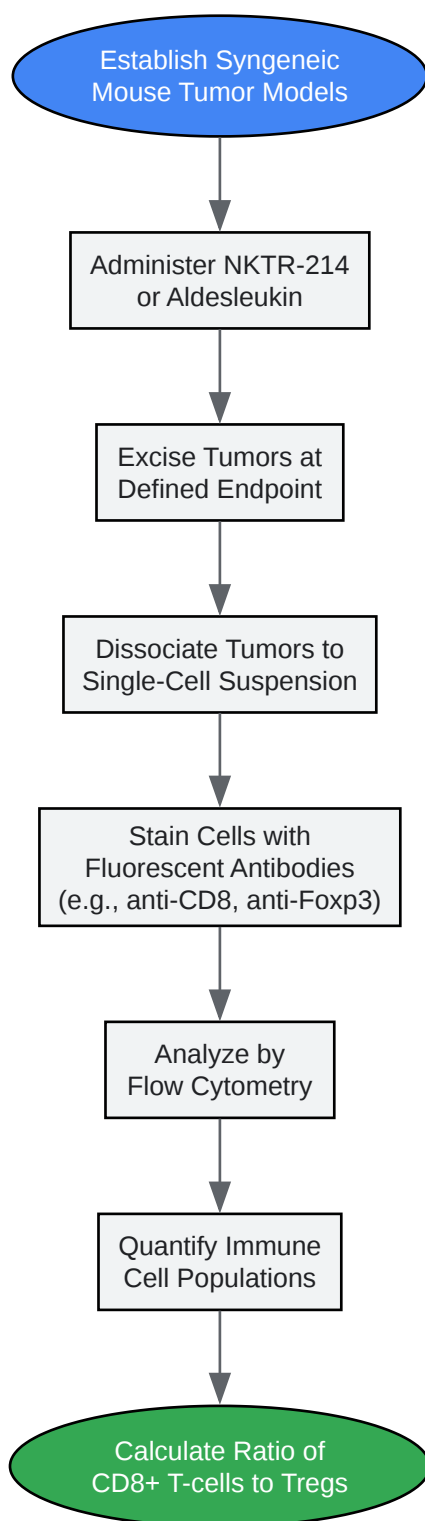 Establish Syngeneic
Mouse Tumor Models
Administer NKTR-214
or Aldesleukin
Excise Tumors at
Defined Endpoint
Dissociate Tumors to
Single-Cell Suspension
Stain Cells with
Fluorescent Antibodies
(e.g., anti-CD8, anti-Foxp3)
Analyze by
Flow Cytometry
Quantify Immune
Cell Populations
Calculate Ratio of
CD8+ T-cells to Tregs